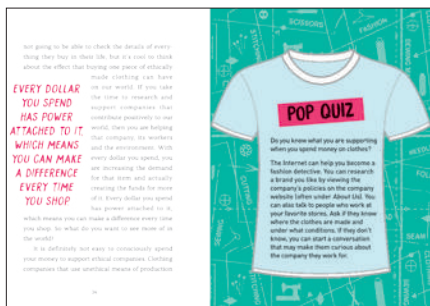 not going to be able to check the details of every-
thing they buy in their life, but it's cool to think
about the effect that buying one piece of ethically
made clothing can have
on our world. If you take
the time to research and
support companies that
contribute positively to our
world, then you are helping
that company, its workers
and the environment. With
every dollar you spend, you
are increasing the demand
for that item and actually
creating the funds for more
of it. Every dollar you spend
has power attached to it,
which means you can make a difference every time
you shop. So what do you want to see more of in
the world?
It is definitely not easy to consciously spend
your money to support ethical companies. Clothing
companies that use unethical means of production
EVERY DOLLAR
YOU SPEND
HAS POWER
ATTACHED TO IT,
WHICH MEANS
YOU CAN MAKE
A DIFFERENCE
EVERY TIME
YOU SHOP.
POP QUIZ
Do you know what you are supporting
when you spend money on clothes?
The Internet can help you become a
fashion detective. You can research
a brand you like by viewing the
company's policies on the company
website (often under About Us). You
can also talk to people who work at
your favorite stores. Ask if they know
where the clothes are made and
under what conditions. If they don't
know, you can start a conversation
that may make them curious about
the company they work for.
SCISSORS
FASHION
STITCHING
CUTTING
SEWING